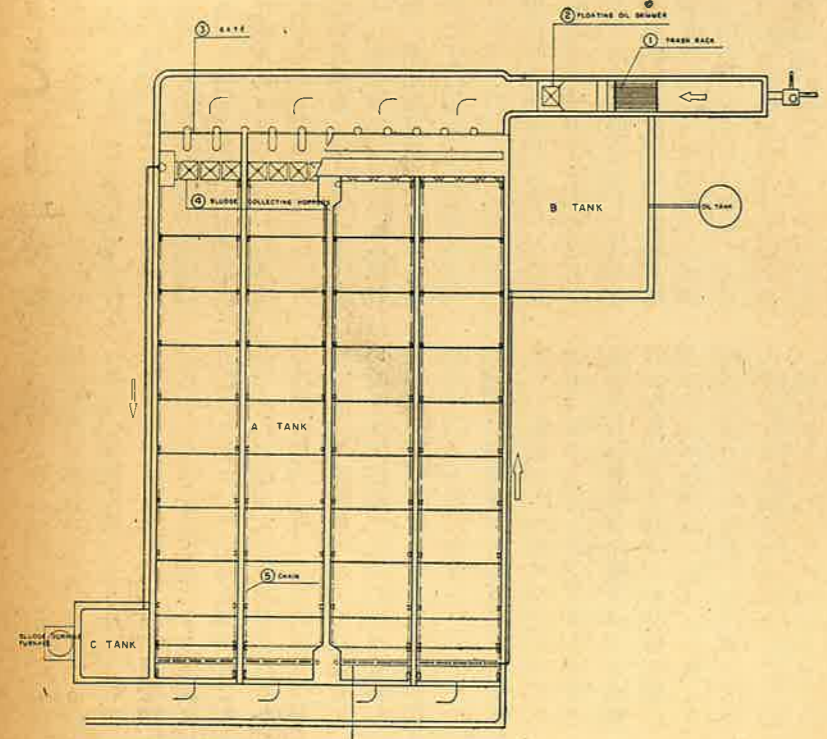 ③ GATE
② FLOATING OIL SKIMMER
① TRASH RACK
④ SLUDGE COLLECTING HOPPERS
B TANK
OIL TANK
A TANK
⑤ CHAIN
SLUDGE
FURNACE
C TANK